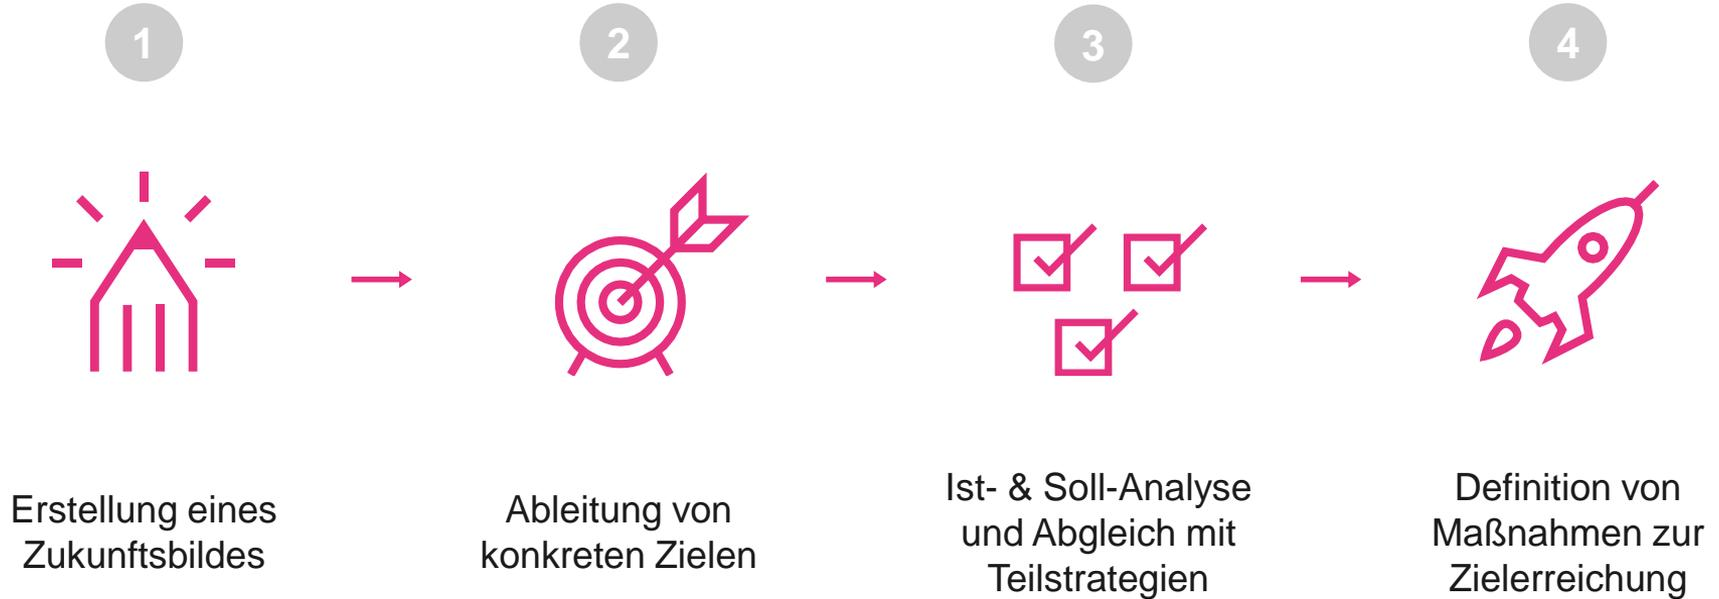 1
2
3
4
Erstellung eines
Zukunftsbildes
Ableitung von
konkreten Zielen
Ist- & Soll-Analyse
und Abgleich mit
Teilstrategien
Definition von
Maßnahmen zur
Zielerreichung